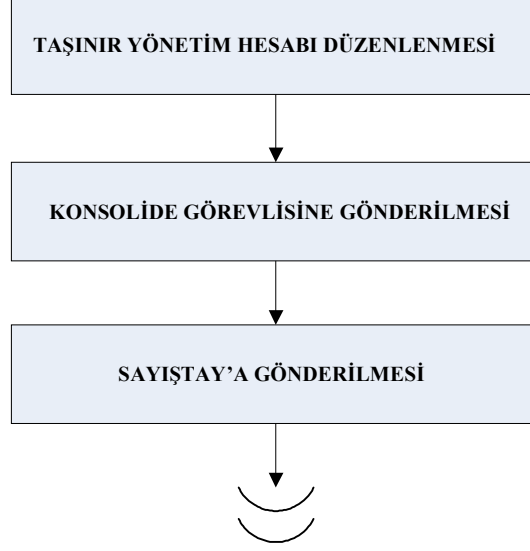 TAŞINIR YÖNETİM HESABI DÜZENLENMESİ
KONSOLİDE GÖREVLİSİNE GÖNDERİLMESİ
SAYIŞTAY’A GÖNDERİLMESİ